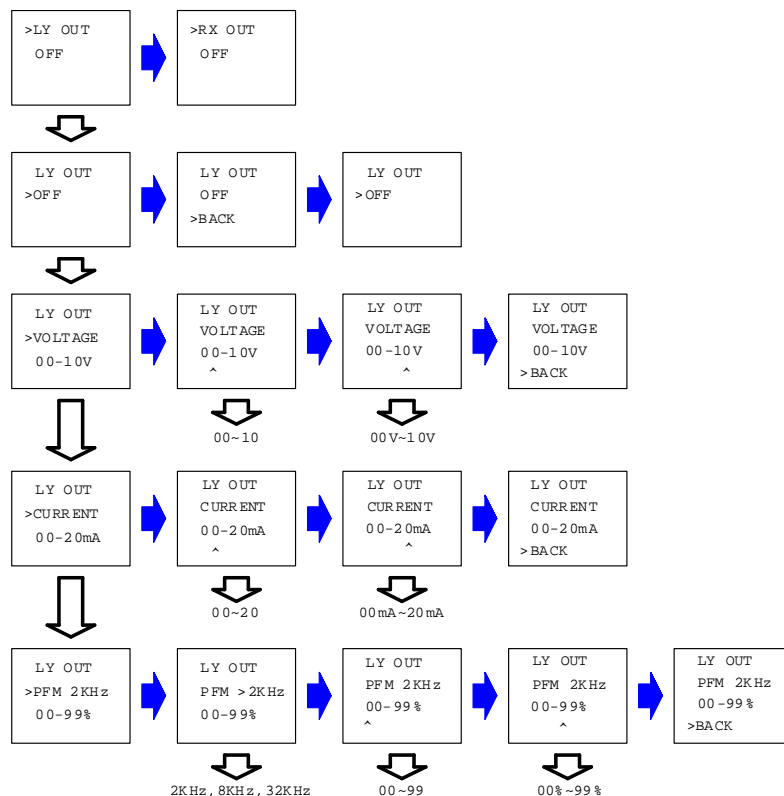 >LY OUT
OFF
>RX OUT
OFF
LY OUT
>OFF
LY OUT
OFF
>BACK
LY OUT
>OFF
LY OUT
>VOLTAGE
00-10V
LY OUT
VOLTAGE
00-10V
^
LY OUT
VOLTAGE
00-10V
^
LY OUT
VOLTAGE
00-10V
>BACK
00~10
00V~10V
LY OUT
>CURRENT
00-20mA
LY OUT
CURRENT
00-20mA
^
LY OUT
CURRENT
00-20mA
^
LY OUT
CURRENT
00-20mA
>BACK
00~20
00mA~20mA
LY OUT
>PFM 2KHz
00-99%
LY OUT
PFM >2KHz
00-99%
LY OUT
PFM 2KHz
00-99%
^
LY OUT
PFM 2KHz
00-99%
^
LY OUT
PFM 2KHz
00-99%
>BACK
2KHz, 8KHz, 32KHz
00~99
00%~99%